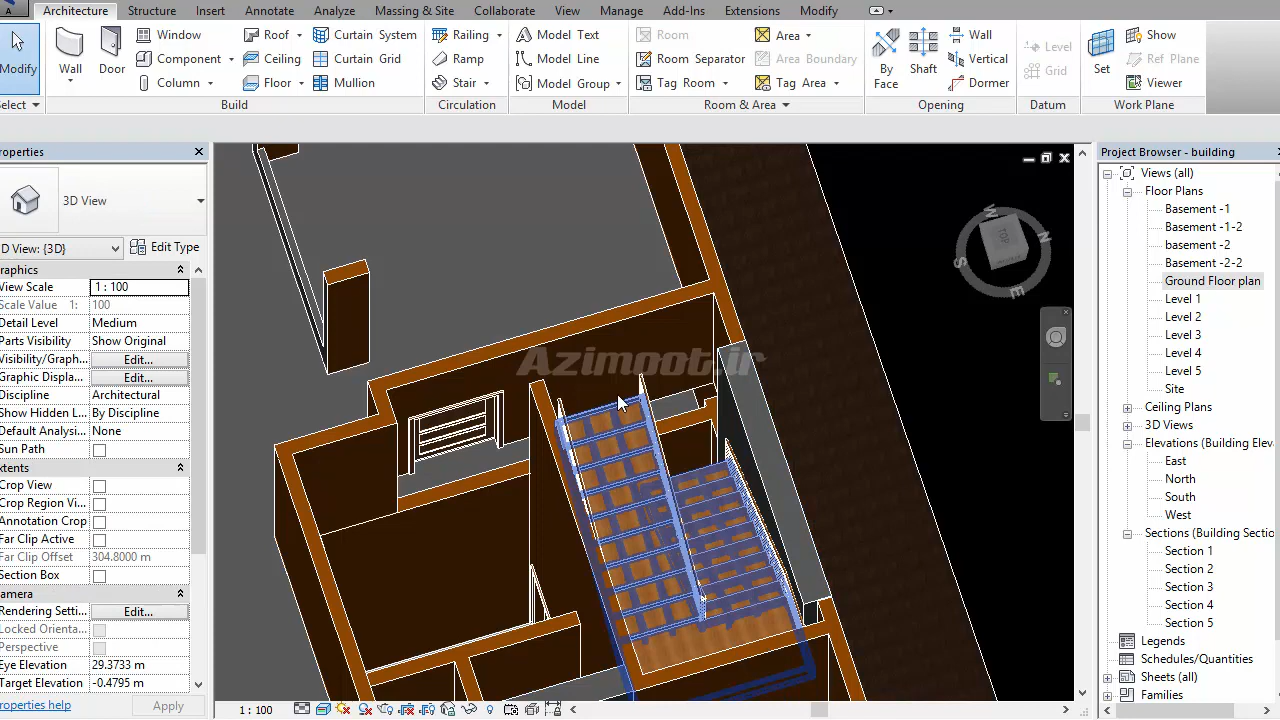 Architecture Structure Insert Annotate Analyze Massing & Site Collaborate View Manage Add-Ins Extensions Modify
Modify
Select
Wall
Door
Window
Component
Column
Roof
Ceiling
Floor
Curtain System
Curtain Grid
Mullion
Build
Railing
Ramp
Stair
Circulation
Model Text
Model Line
Model Group
Model
Room
Room Separator
Tag Room
Area
Area Boundary
Tag Area
Room & Area
By
Face
Shaft
Wall
Vertical
Dormer
Opening
Level
Grid
Datum
Set
Show
Ref Plane
Viewer
Work Plane
roperties
3D View
D View: {3D} Edit Type
raphics
View Scale 1 : 100
Scale Value 1: 100
Detail Level Medium
Parts Visibility Show Original
Visibility/Graph... Edit...
Graphic Displa... Edit...
Discipline Architectural
Show Hidden L By Discipline
Default Analysi... None
Sun Path
xtents
Crop View
Crop Region Vi...
Annotation Crop
Far Clip Active
Far Clip Offset 304.8000 m
Section Box
amera
Rendering Setti... Edit...
Locked Orienta...
Perspective
Eye Elevation 29.3733 m
Target Elevation -0.4795 m
roperties help Apply
Azimoot.ir
TOP
W
N
S
E
1 : 100
Project Browser - building
Views (all)
Floor Plans
Basement -1
Basement -1-2
basement -2
Basement -2-2
Ground Floor plan
Level 1
Level 2
Level 3
Level 4
Level 5
Site
Ceiling Plans
3D Views
Elevations (Building Elev
East
North
South
West
Sections (Building Sectio
Section 1
Section 2
Section 3
Section 4
Section 5
Legends
Schedules/Quantities
Sheets (all)
Families